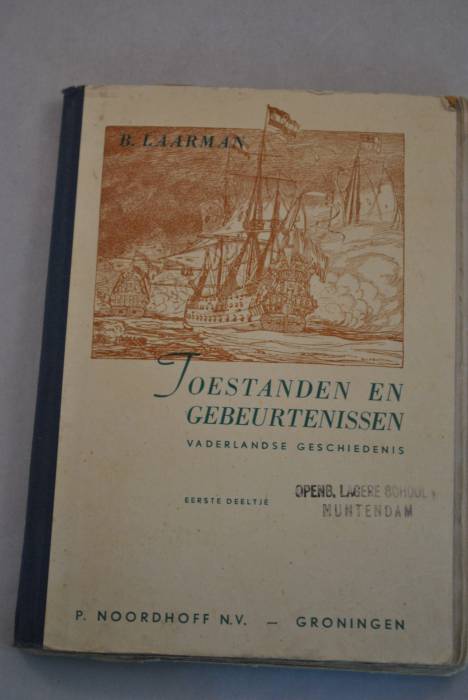 B. LAARMAN
TOESTANDEN EN
GEBEURTENISSEN
VADERLANDSE GESCHIEDENIS
EERSTE DEELTJE
OPENB. LAGERE SCHOOL
MUNTENDAM
P. NOORDHOFF N.V. — GRONINGEN